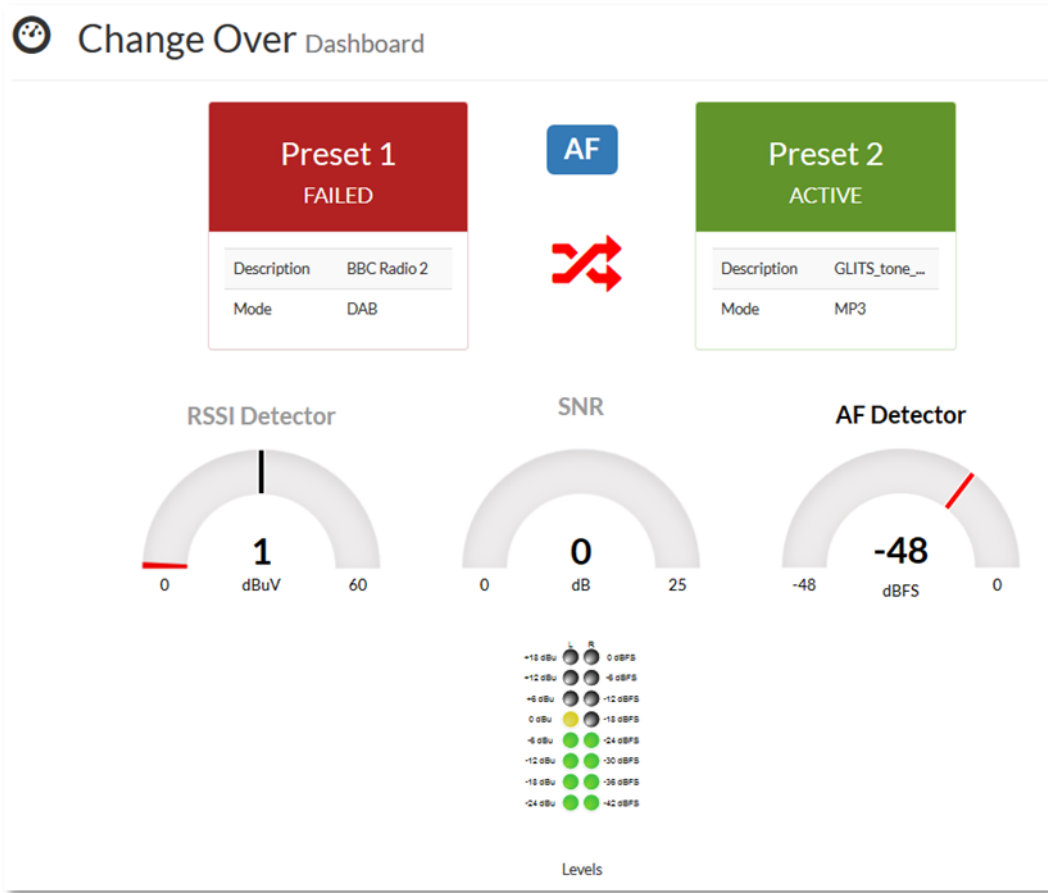 Change Over Dashboard
Preset 1
FAILED
Description BBC Radio 2
Mode DAB
AF
Preset 2
ACTIVE
Description GLITS_tone_...
Mode MP3
RSSI Detector
1
0 dBuV 60
SNR
0
0 dB 25
AF Detector
-48
-48 dBFS 0
L R
+18 dBu 0 dBFS
+12 dBu -6 dBFS
+6 dBu -12 dBFS
0 dBu -18 dBFS
-6 dBu -24 dBFS
-12 dBu -30 dBFS
-18 dBu -36 dBFS
-24 dBu -42 dBFS
Levels